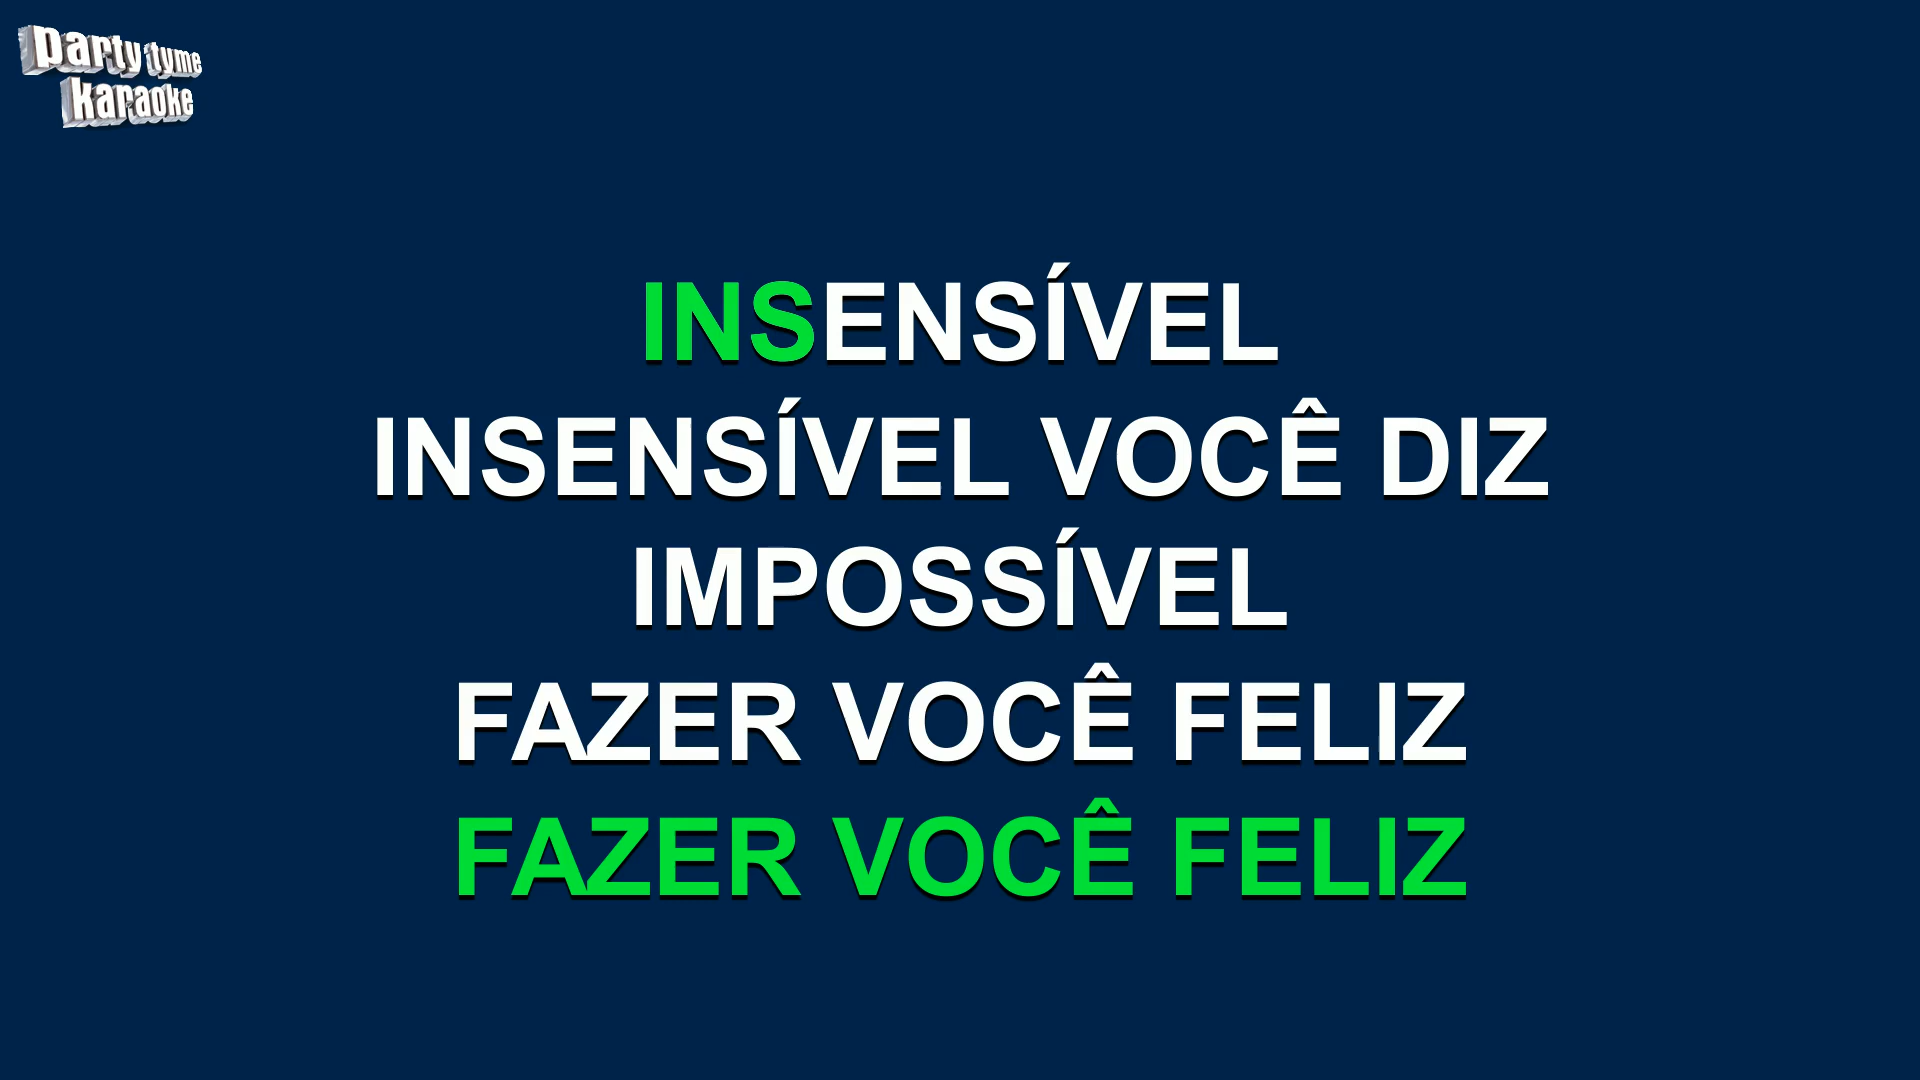 party tyme
karaoke
INSENSÍVEL
INSENSÍVEL VOCÊ DIZ
IMPOSSÍVEL
FAZER VOCÊ FELIZ
FAZER VOCÊ FELIZ